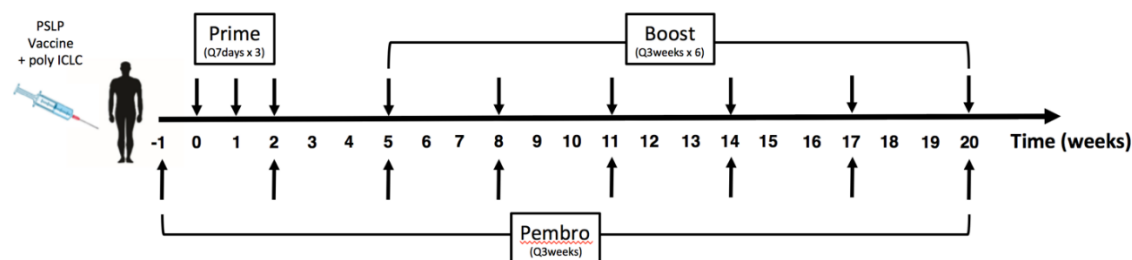 PSLP
Vaccine
+ poly ICLC
Prime
(Q7days x 3)
Boost
(Q3weeks x 6)
-1 0 1 2 3 4 5 6 7 8 9 10 11 12 13 14 15 16 17 18 19 20 Time (weeks)
Pembro
(Q3weeks)